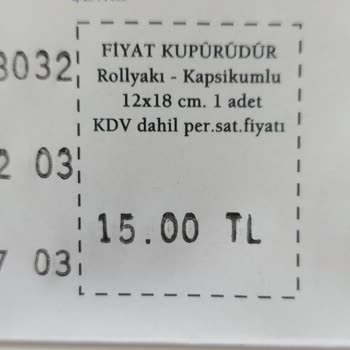 FİYAT KUPÜRÜDÜR
Rollyakı - Kapsikumlu
12x18 cm. 1 adet
KDV dahil per.sat.fiyatı
15.00 TL
3032
2 03
7 03